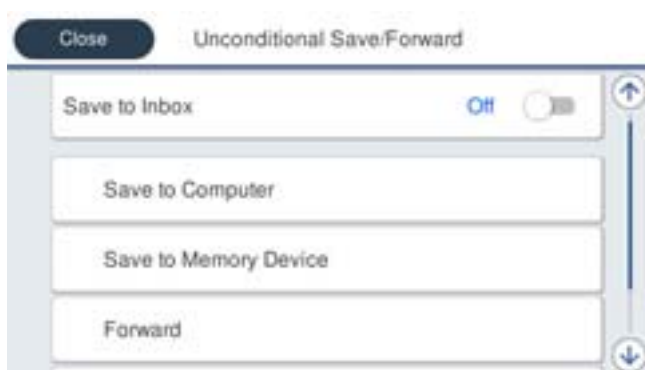 Close
Unconditional Save/Forward
Save to Inbox
Off
Save to Computer
Save to Memory Device
Forward